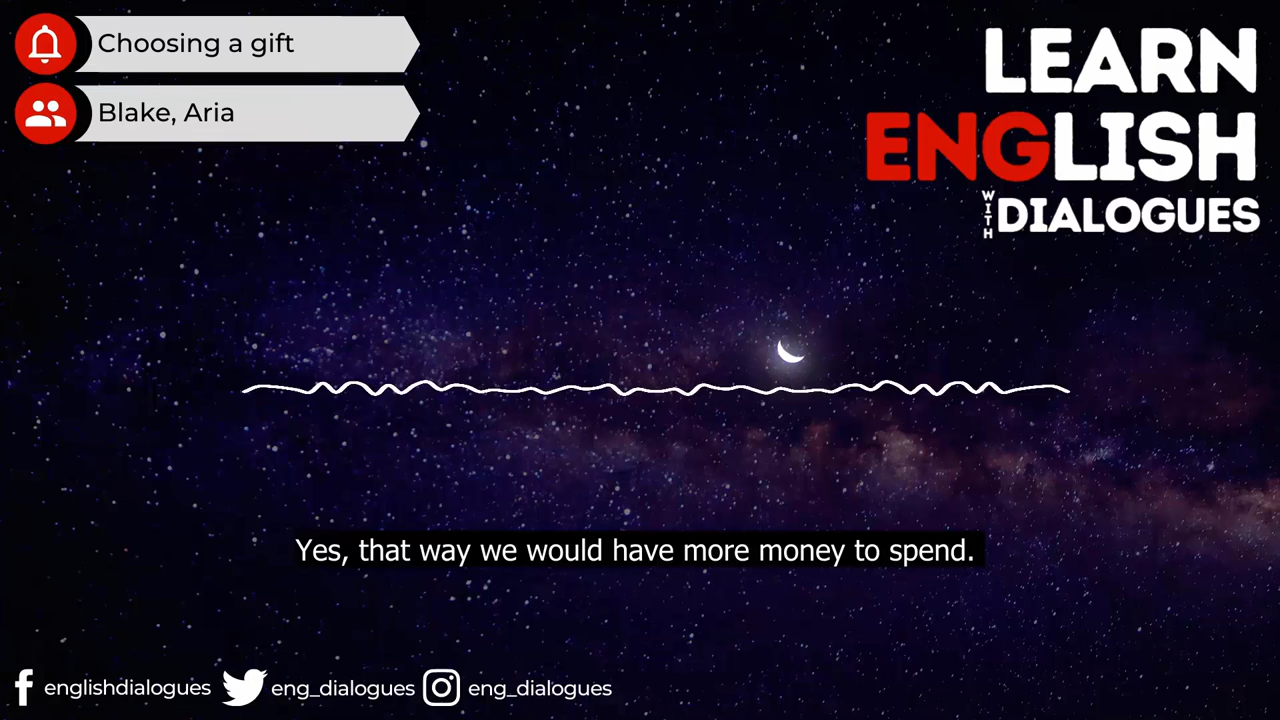 Choosing a gift
Blake, Aria
LEARN
ENGLISH
WITH DIALOGUES
Yes, that way we would have more money to spend.
englishdialogues
eng_dialogues
eng_dialogues